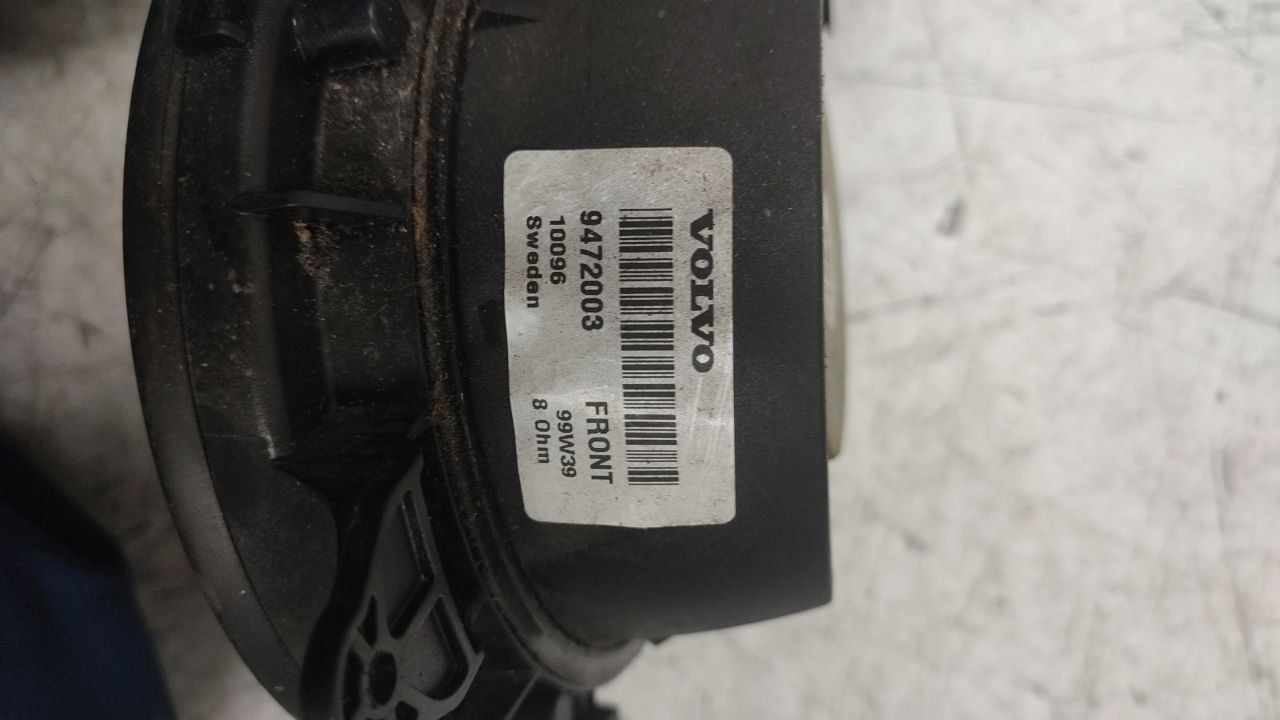 VOLVO
9472003 FRONT
10096 99W39
Sweden 8 Ohm